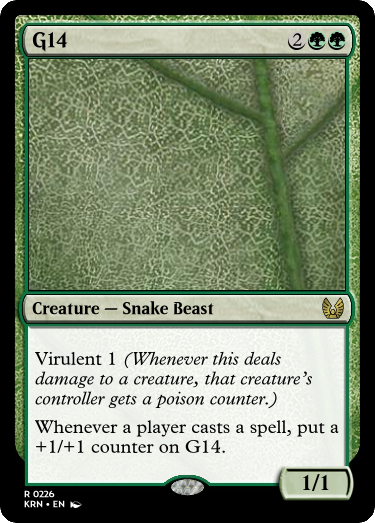 G14
2
Creature — Snake Beast
Virulent 1 (Whenever this deals
damage to a creature, that creature's
controller gets a poison counter.)
Whenever a player casts a spell, put a
+1/+1 counter on G14.
1/1
R 0226
KRN • EN